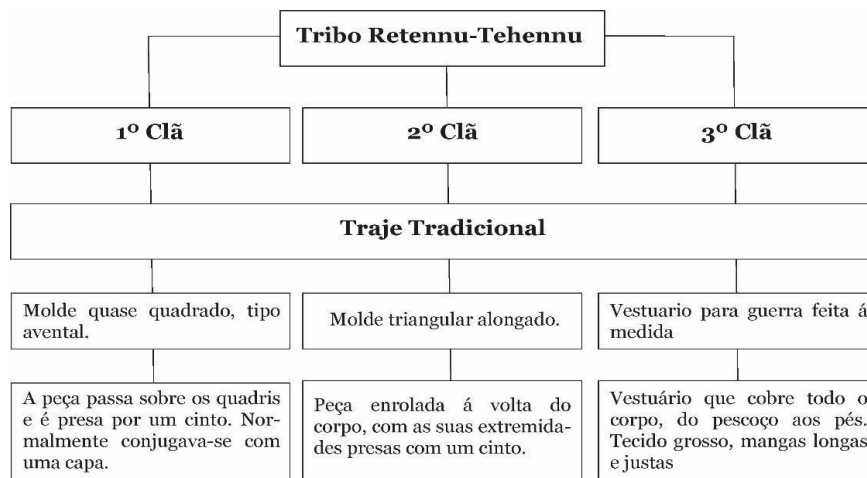 Tribo Retennu-Tehennu
1º Clã
2º Clã
3º Clã
Traje Tradicional
Molde quase quadrado, tipo
avental.
Molde triangular alongado.
Vestuario para guerra feita á
medida
A peça passa sobre os quadris
e é presa por um cinto. Nor-
malmente conjugava-se com
uma capa.
Peça enrolada á volta do
corpo, com as suas extremida-
des presas com um cinto.
Vestuário que cobre todo o
corpo, do pescoço aos pés.
Tecido grosso, mangas longas
e justas